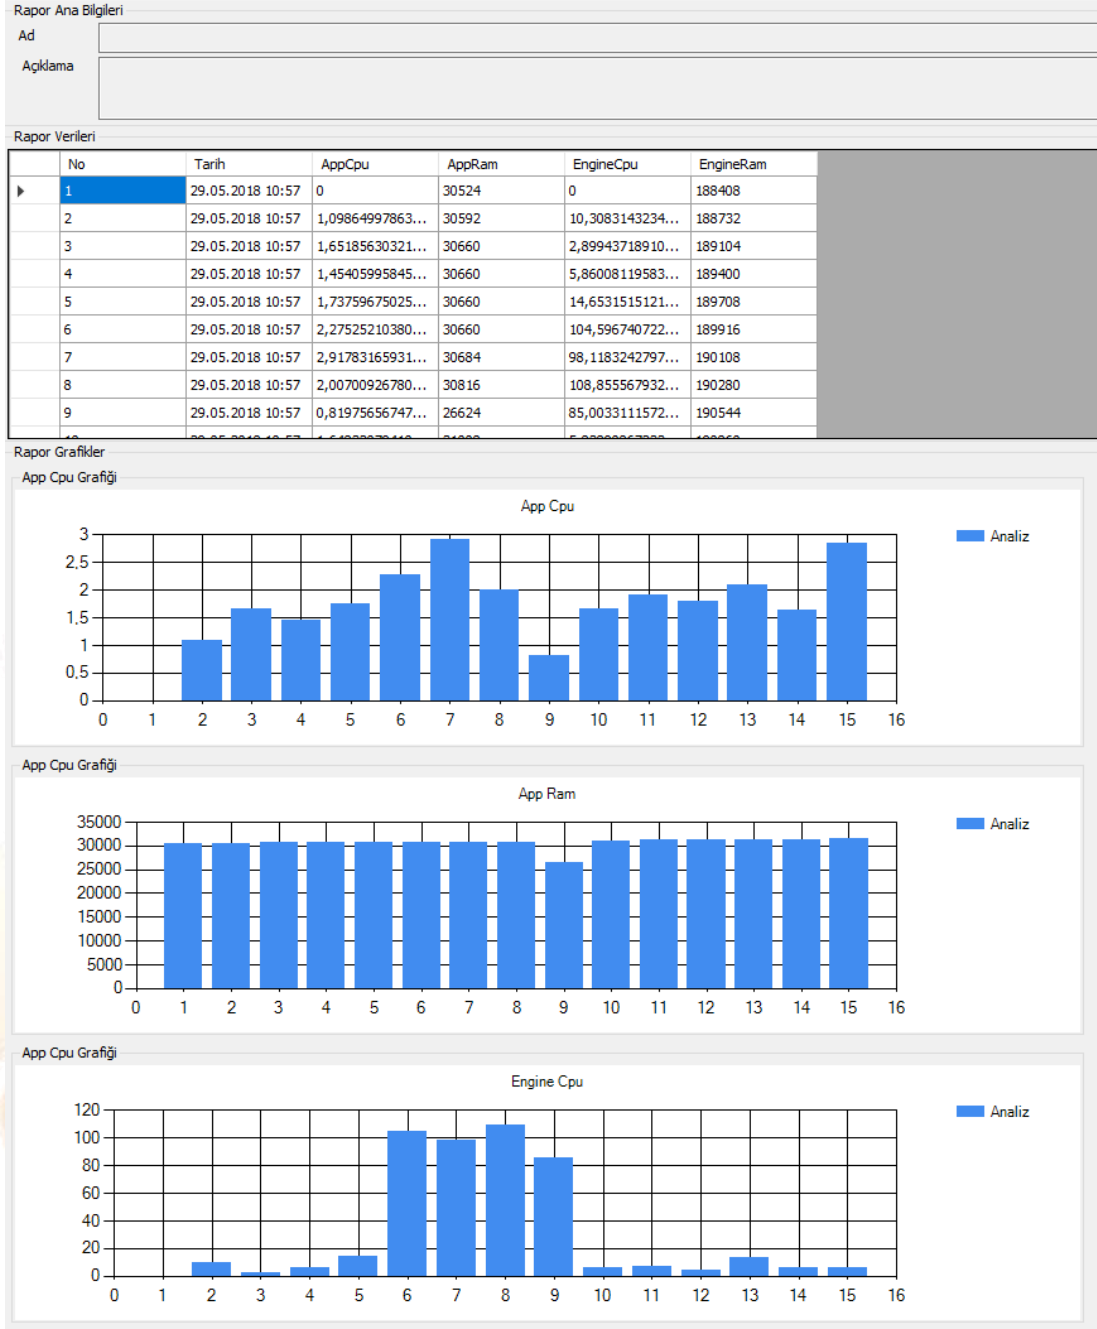 Rapor Ana Bilgileri
Ad
Açıklama
Rapor Verileri
No Tarih AppCpu AppRam EngineCpu EngineRam
1 29.05.2018 10:57 0 30524 0 188408
2 29.05.2018 10:57 1,09864997863... 30592 10,3083143234... 188732
3 29.05.2018 10:57 1,65185630321... 30660 2,89943718910... 189104
4 29.05.2018 10:57 1,45405995845... 30660 5,86008119583... 189400
5 29.05.2018 10:57 1,73759675025... 30660 14,6531515121... 189708
6 29.05.2018 10:57 2,27525210380... 30660 104,596740722... 189916
7 29.05.2018 10:57 2,91783165931... 30684 98,1183242797... 190108
8 29.05.2018 10:57 2,00700926780... 30816 108,855567932... 190280
9 29.05.2018 10:57 0,81975656747... 26624 85,0033111572... 190544
Rapor Grafikler
App Cpu Grafiği
App Cpu
Analiz
3
2,5
2
1,5
1
0,5
0
0 1 2 3 4 5 6 7 8 9 10 11 12 13 14 15 16
App Cpu Grafiği
App Ram
Analiz
35000
30000
25000
20000
15000
10000
5000
0
0 1 2 3 4 5 6 7 8 9 10 11 12 13 14 15 16
App Cpu Grafiği
Engine Cpu
Analiz
120
100
80
60
40
20
0
0 1 2 3 4 5 6 7 8 9 10 11 12 13 14 15 16